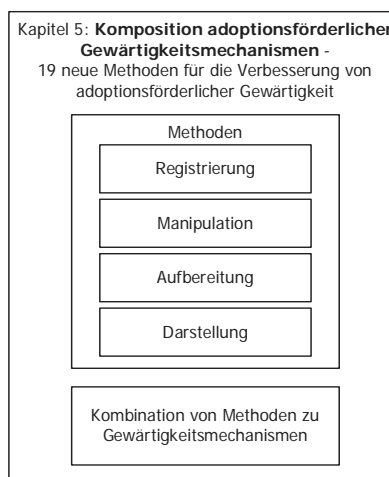 Kapitel 5: Komposition adoptionsförderlicher
Gewärtigkeitsmechanismen -
19 neue Methoden für die Verbesserung von
adoptionsförderlicher Gewärtigkeit
Methoden
Registrierung
Manipulation
Aufbereitung
Darstellung
Kombination von Methoden zu
Gewärtigkeitsmechanismen